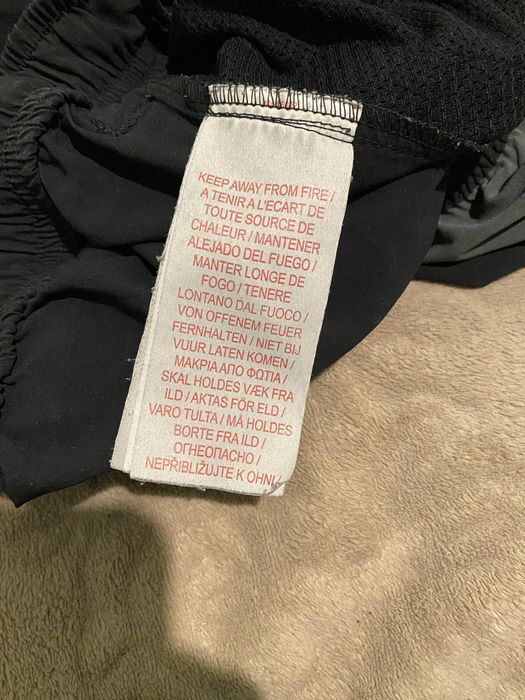 KEEP AWAY FROM FIRE /
A TENIR A L'ECART DE
TOUTE SOURCE DE
CHALEUR / MANTENER
ALEJADO DEL FUEGO /
MANTER LONGE DE
FOGO / TENERE
LONTANO DAL FUOCO /
VON OFFENEM FEUER
FERNHALTEN / NIET BIJ
VUUR LATEN KOMEN /
ΜΑΚΡΙΑ ΑΠΟ ΦΩΤΙΑ /
SKAL HOLDES VÆK FRA
ILD / AKTAS FÖR ELD /
VARO TULTA / MÅ HOLDES
BORTE FRA ILD /
ОГНЕОПАСНО /
NEPŘIBLIŽUJTE K OHNI /